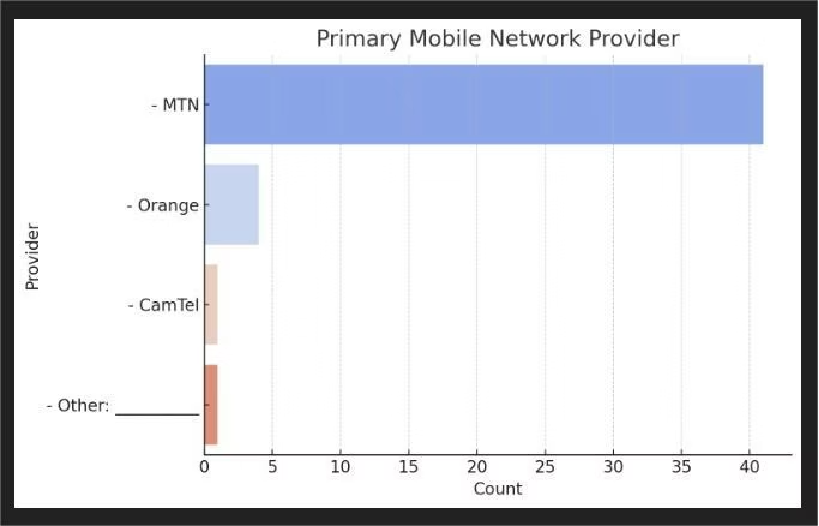 Primary Mobile Network Provider
- MTN
- Orange
- CamTel
- Other: ___________
Provider
0 5 10 15 20 25 30 35 40
Count